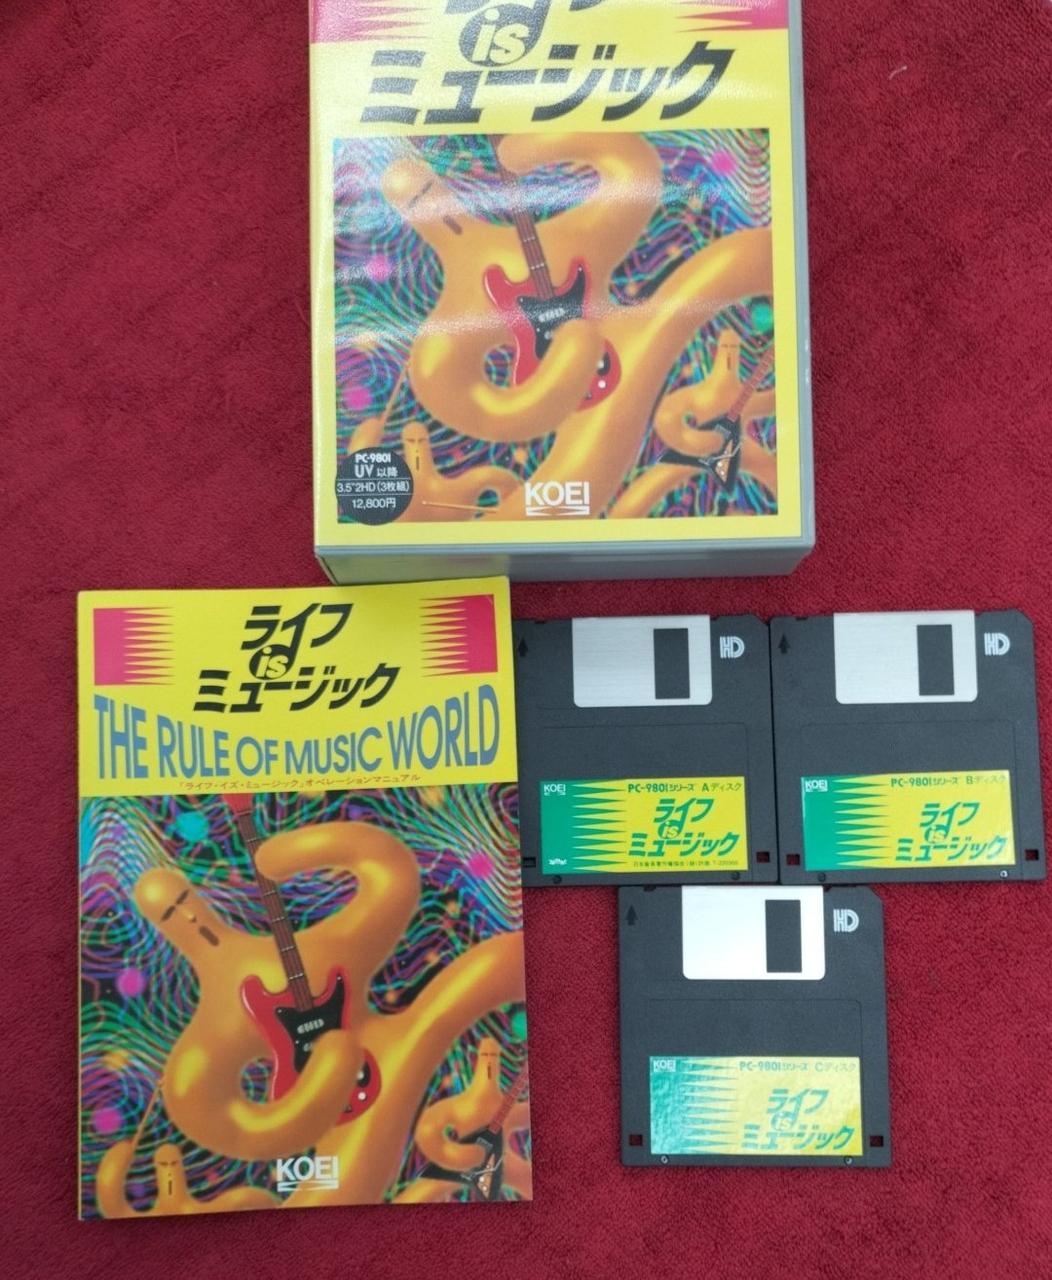 ライフ
is
ミュージック
PC-9801
UV 以降
3.5"2HD(3枚組)
12,800円
KOEI
ライフ
is
ミュージック
THE RULE OF MUSIC WORLD
「ライフ・イズ・ミュージック」オペレーションマニュアル
KOEI
HD
KOEI
PC-9801シリーズ Aディスク
ライフ
is
ミュージック
HD
KOEI
PC-9801シリーズ Bディスク
ライフ
is
ミュージック
HD
KOEI
PC-9801シリーズ Cディスク
ライフ
is
ミュージック